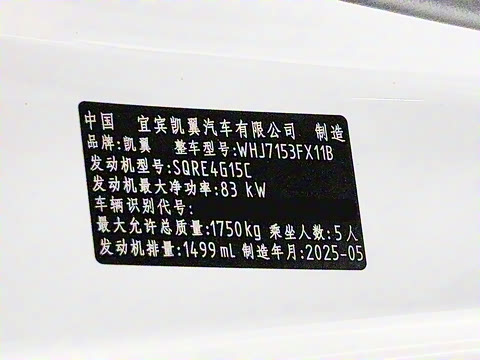 中国 宜宾凯翼汽车有限公司 制造
品牌:凯翼 整车型号:WHJ7153FX11B
发动机型号:SQRE4G15C
发动机最大净功率:83 kW
车辆识别代号:
最大允许总质量:1750kg 乘坐人数:5人
发动机排量:1499mL 制造年月:2025-05